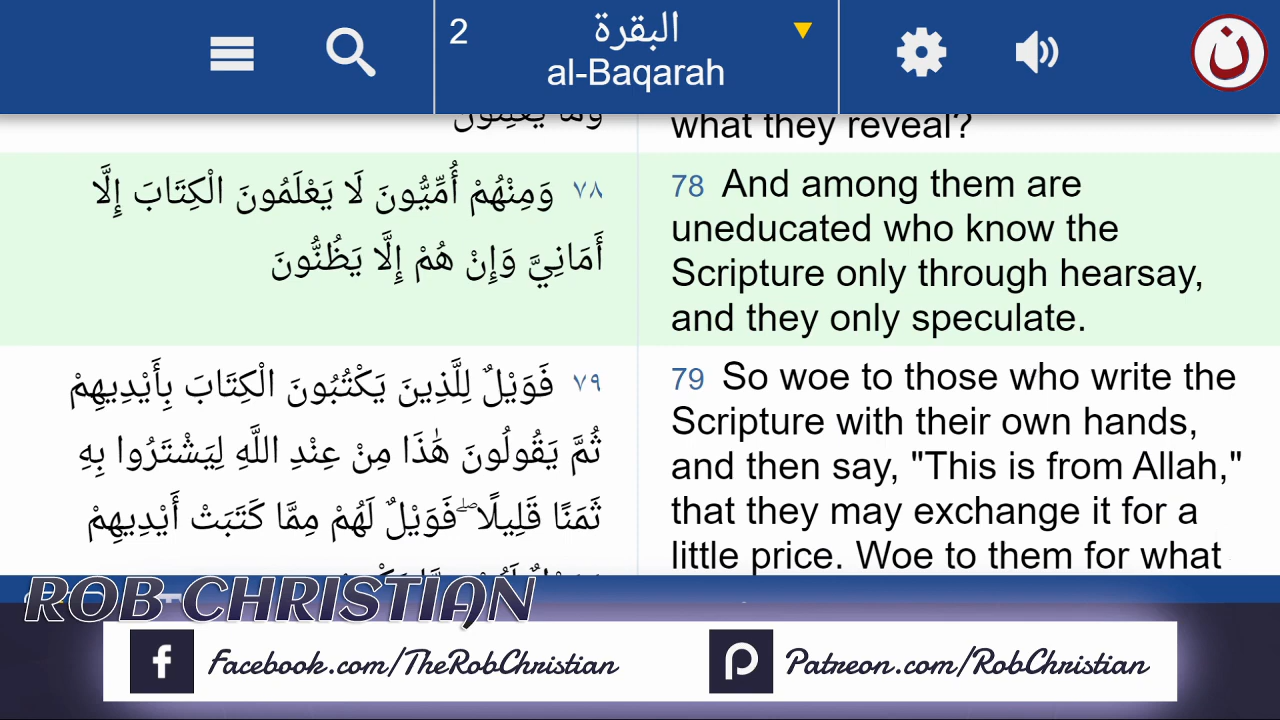 2
البقرة
al-Baqarah
ن
what they reveal?
وَمِنْهُمْ أُمِّيُّونَ لَا يَعْلَمُونَ الْكِتَابَ إِلَّا ٧٨
أَمَانِيَّ وَإِنْ هُمْ إِلَّا يَظُنُّونَ
78 And among them are
uneducated who know the
Scripture only through hearsay,
and they only speculate.
فَوَيْلٌ لِلَّذِينَ يَكْتُبُونَ الْكِتَابَ بِأَيْدِيهِمْ ٧٩
ثُمَّ يَقُولُونَ هَٰذَا مِنْ عِنْدِ اللَّهِ لِيَشْتَرُوا بِهِ
ثَمَنًا قَلِيلًا ۖ فَوَيْلٌ لَهُمْ مِمَّا كَتَبَتْ أَيْدِيهِمْ
79 So woe to those who write the
Scripture with their own hands,
and then say, "This is from Allah,"
that they may exchange it for a
little price. Woe to them for what
ROB CHRISTIAN
Facebook.com/TheRobChristian
Patreon.com/RobChristian